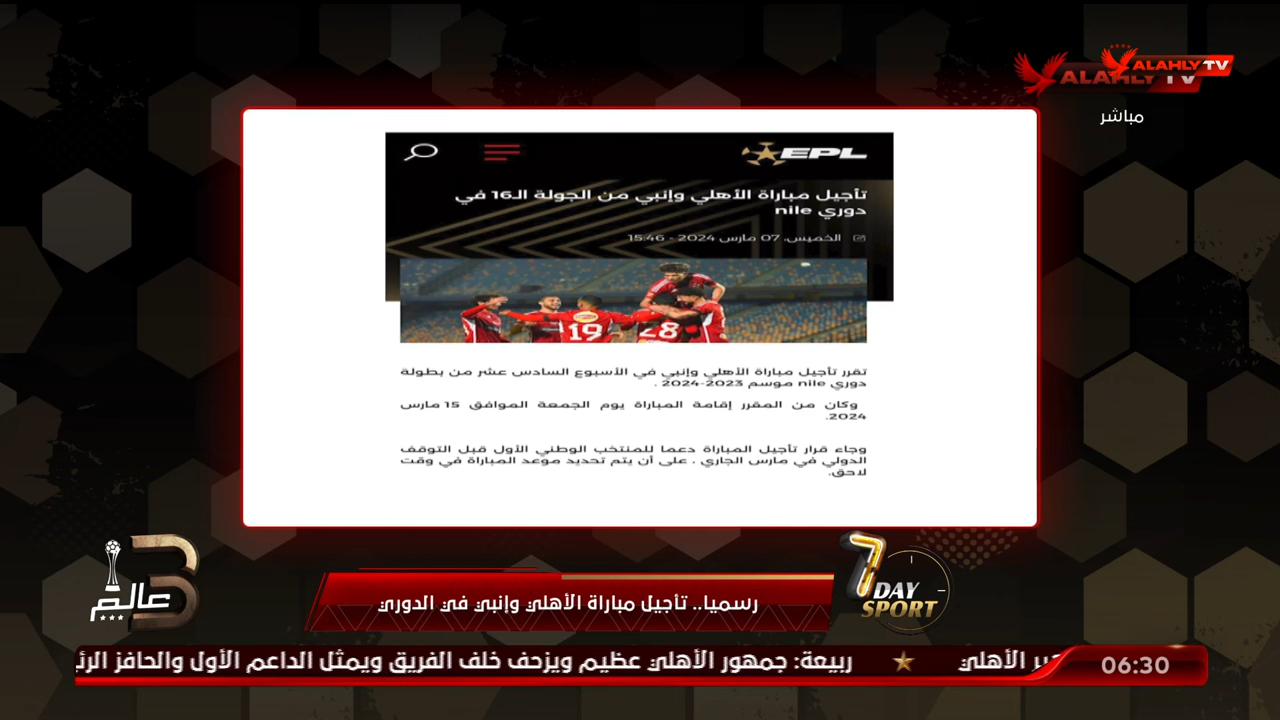 ALAHLY TV
ALAHLY TV
مباشر
EPL
تأجيل مباراة الأهلي وإنبي من الجولة الـ16 في
دوري nile
الخميس، 07 مارس 2024 - 15:46
19
28
تقرر تأجيل مباراة الأهلي وإنبي في الأسبوع السادس عشر من بطولة
دوري nile موسم 2023-2024 .
وكان من المقرر إقامة المباراة يوم الجمعة الموافق 15 مارس
2024.
وجاء قرار تأجيل المباراة دعما للمنتخب الوطني الأول قبل التوقف
الدولي في مارس الجاري ، على أن يتم تحديد موعد المباراة في وقت
لاحق.
3 عالم
7 DAY
SPORT
رسميا.. تأجيل مباراة الأهلي وإنبي في الدوري
الأهلي ★ ربيعة: جمهور الأهلي عظيم ويزحف خلف الفريق ويمثل الداعم الأول والحافز
06:30